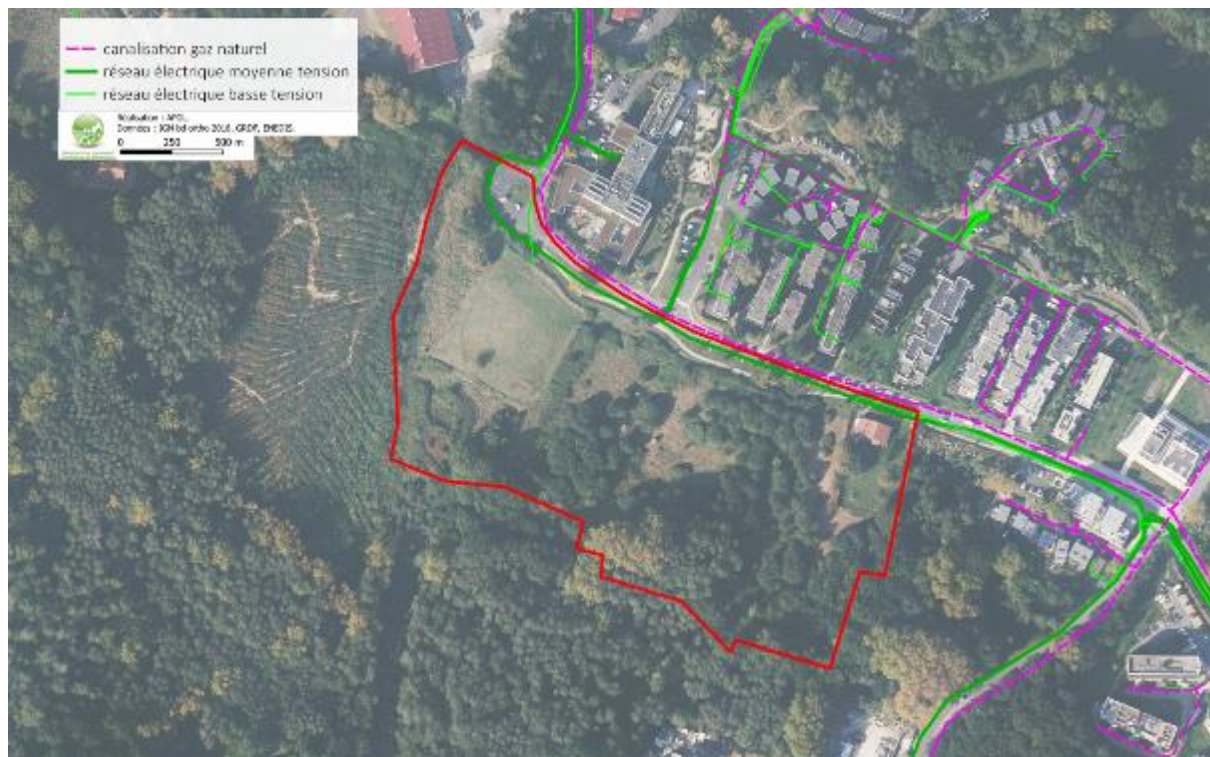 canalisation gaz naturel
réseau électrique moyenne tension
réseau électrique basse tension
Réalisation : APCL,
Données : IGN bd ortho 2018, GRDF, ENEDIS.
0 250 500 m